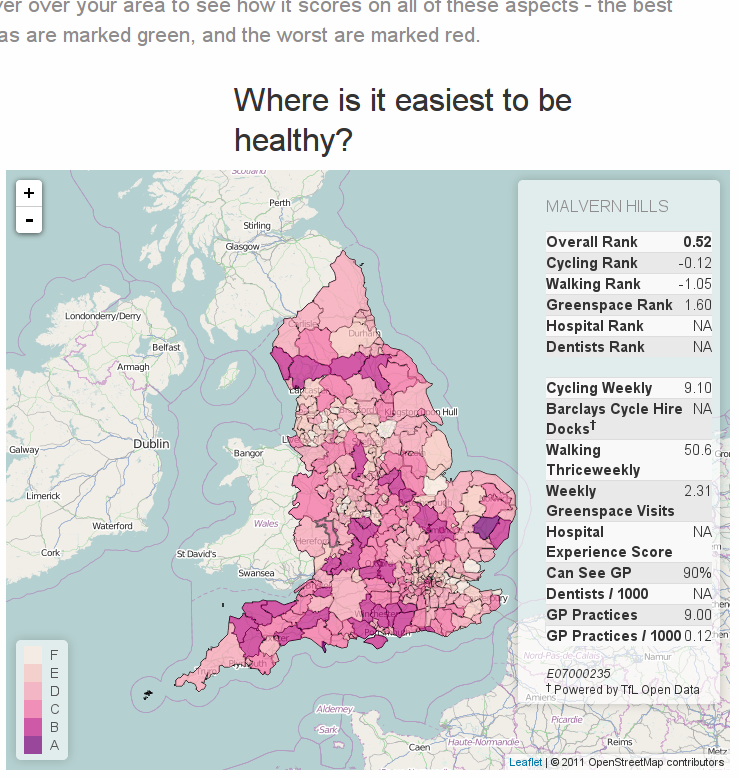 ver over your area to see how it scores on all of these aspects - the best
as are marked green, and the worst are marked red.
Where is it easiest to be
healthy?
+
-
Scotland
Perth
Stirling
Glasgow
Londonderry/Derry
Belfast
Armagh
Durham
Kingston upon Hull
Galway
Dublin
Bangor
Limerick
Waterford
Wales
Cork
St David's
Swansea
Plymouth
Alderney
-Sark-
Nord-Pas-de-Calais
Namur
Amiens
Picardie
Caen
Haute-Normandie
Reims
Metz
MALVERN HILLS
Overall Rank 0.52
Cycling Rank -0.12
Walking Rank -1.05
Greenspace Rank 1.60
Hospital Rank NA
Dentists Rank NA
Cycling Weekly 9.10
Barclays Cycle Hire NA
Docks†
Walking 50.6
Thriceweekly
Weekly 2.31
Greenspace Visits
Hospital NA
Experience Score
Can See GP 90%
Dentists / 1000 NA
GP Practices 9.00
GP Practices / 1000 0.12
E07000235
† Powered by TfL Open Data
F
E
D
C
B
A
Leaflet | © 2011 OpenStreetMap contributors